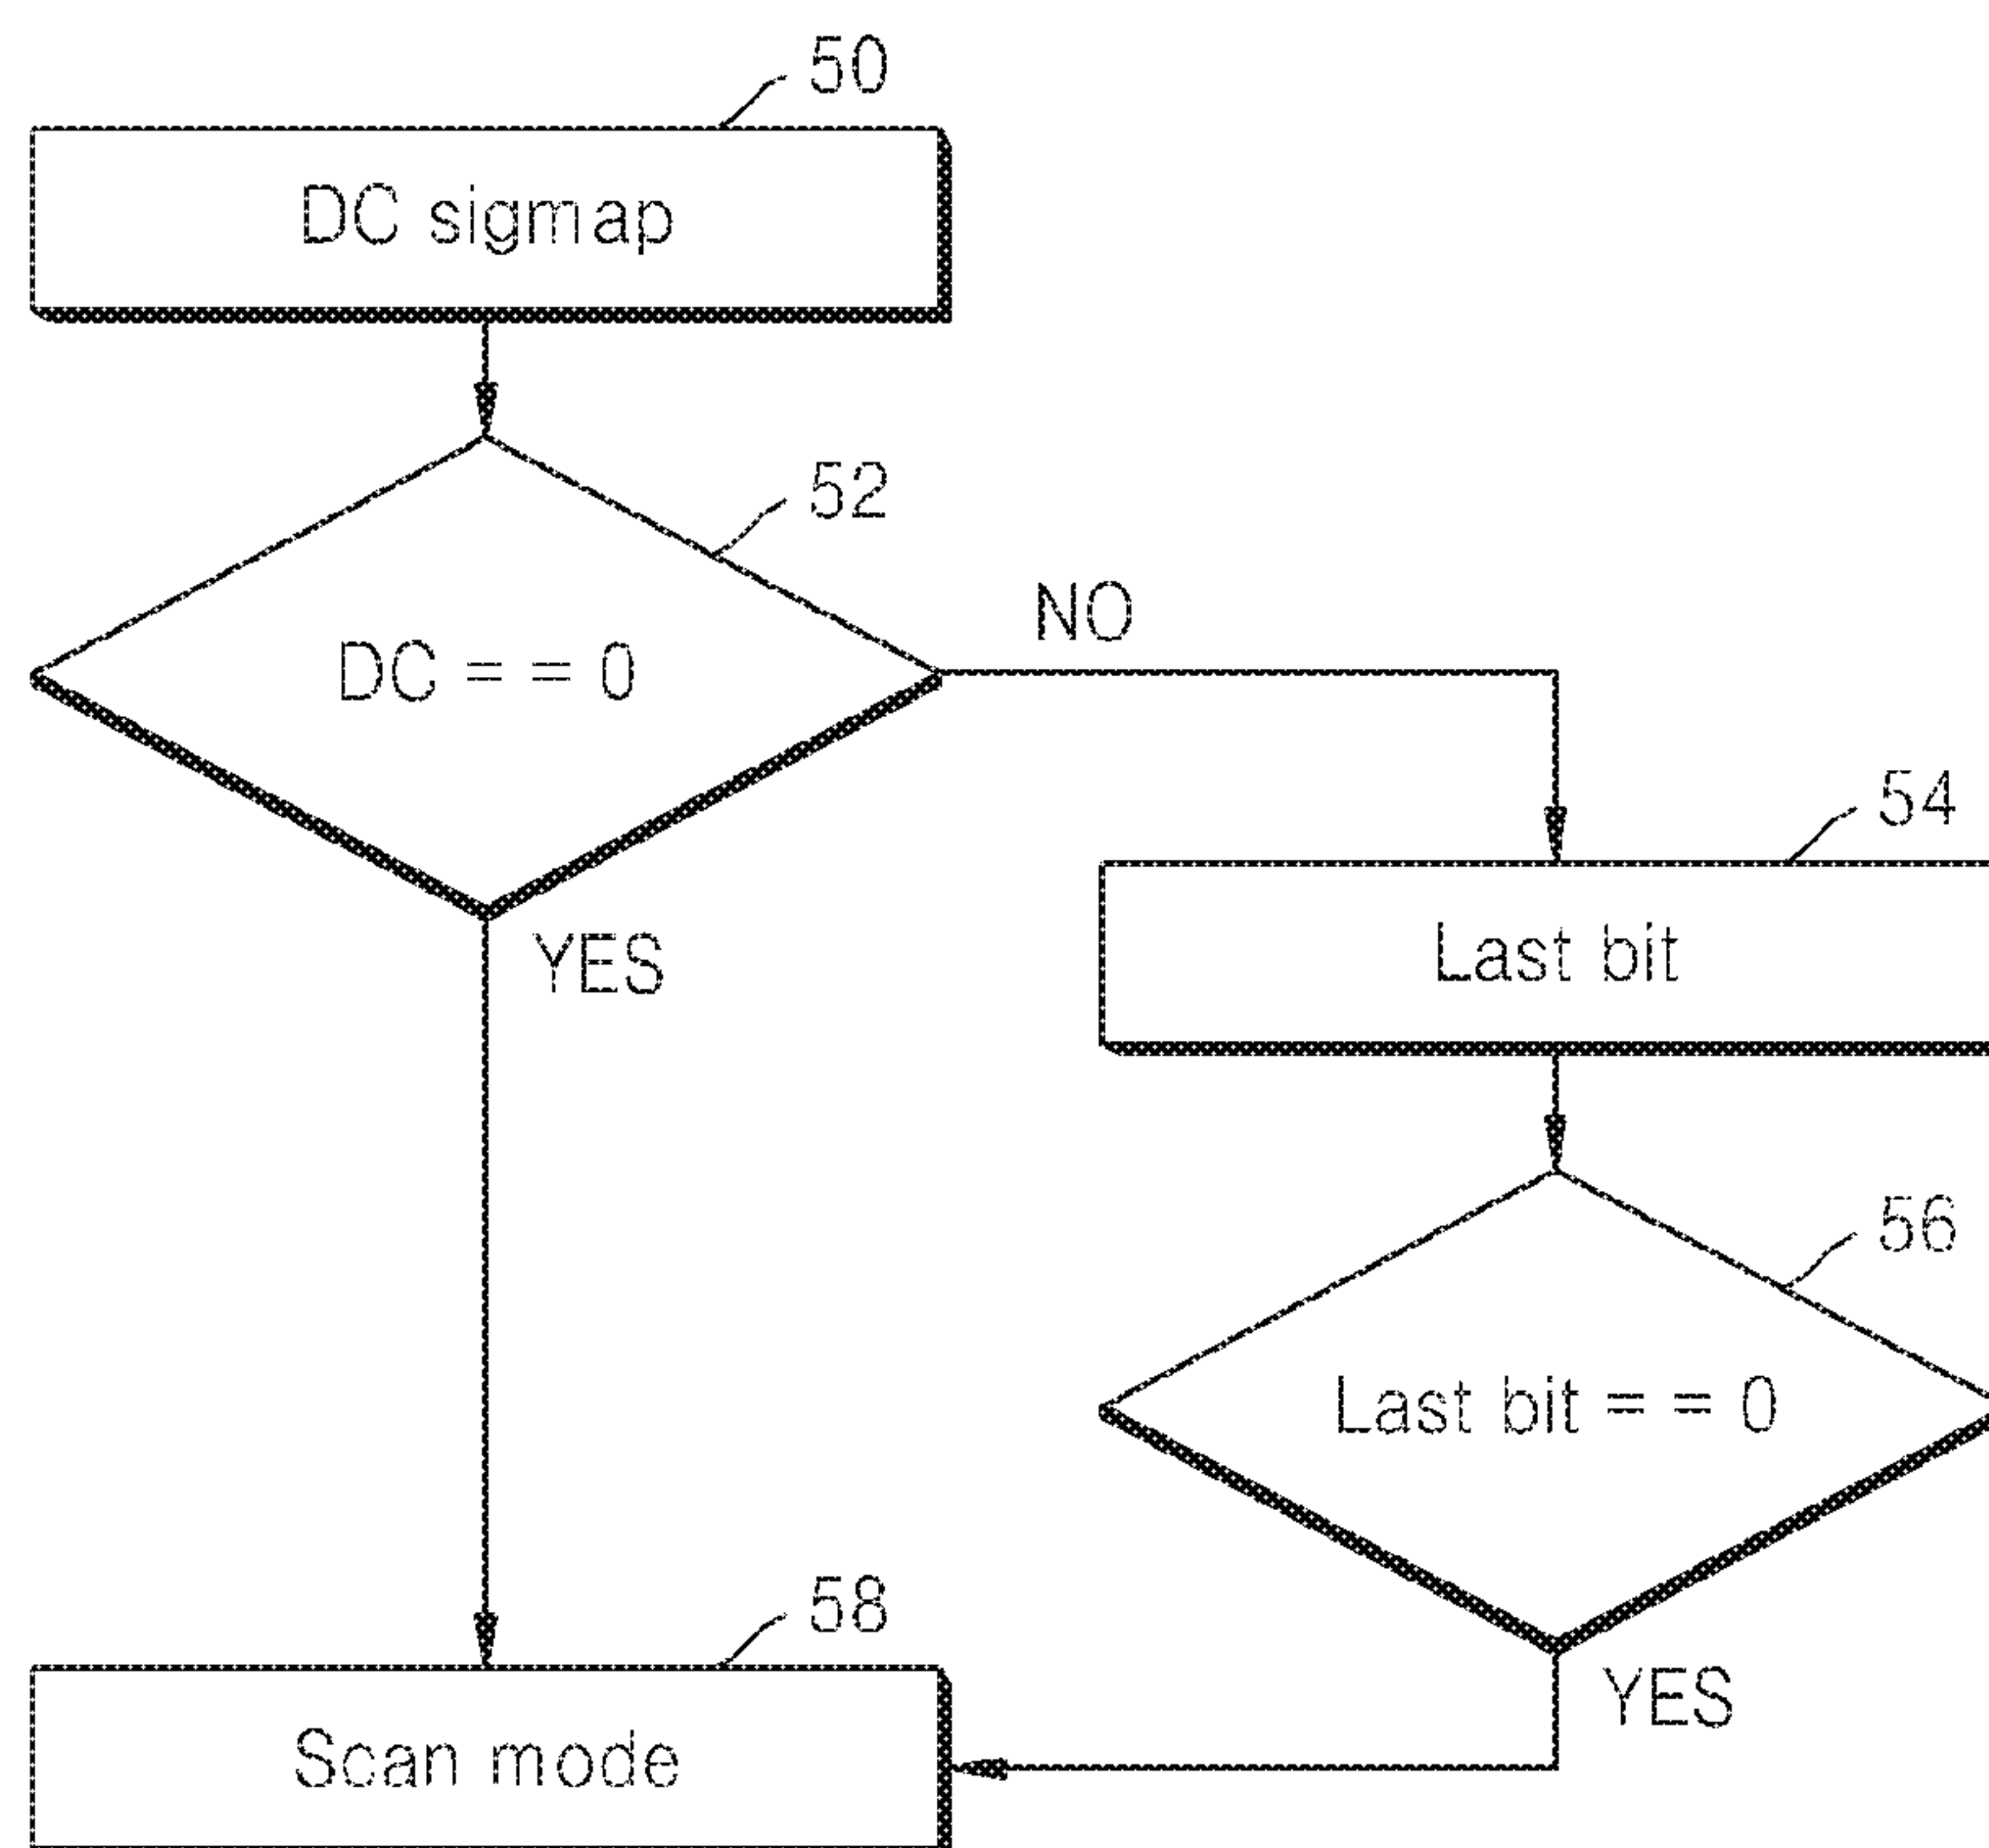 50
DC sigmap
52
DC = = 0
NO
YES
54
Last bit
56
Last bit = = 0
YES
58
Scan mode